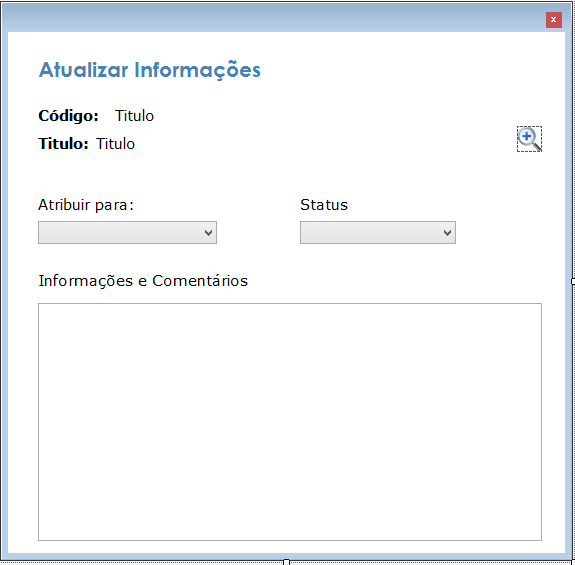 x
Atualizar Informações
Código: Titulo
Titulo: Titulo
Atribuir para: Status
Informações e Comentários